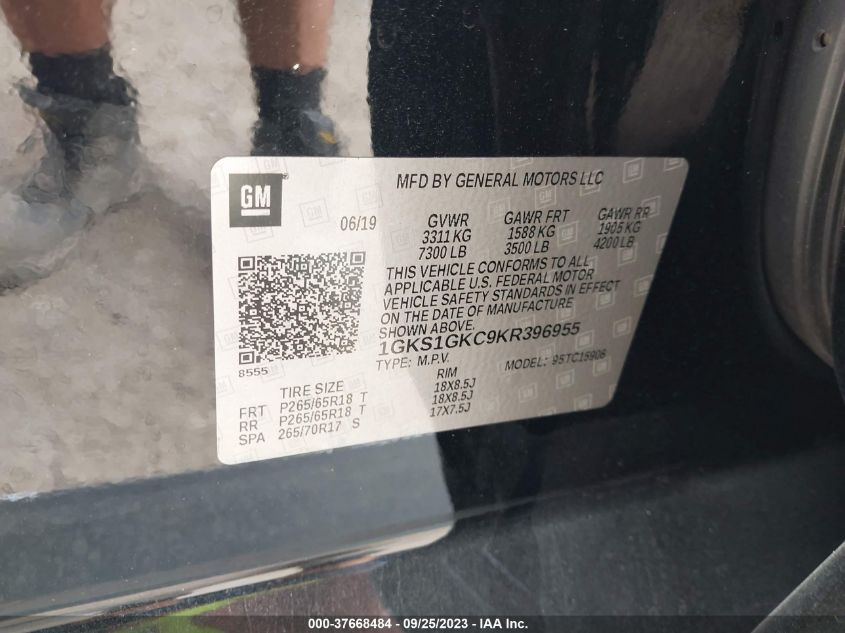 GM
MFD BY GENERAL MOTORS LLC
06/19
GVWR GAWR FRT GAWR RR
3311 KG 1588 KG 1905 KG
7300 LB 3500 LB 4200 LB
THIS VEHICLE CONFORMS TO ALL
APPLICABLE U.S. FEDERAL MOTOR
VEHICLE SAFETY STANDARDS IN EFFECT
ON THE DATE OF MANUFACTURE
SHOWN ABOVE.
1GKS1GKC9KR396955
TYPE: M.P.V. MODEL: 95TC15906
8555
TIRE SIZE RIM
FRT P265/65R18 T 18X8.5J
RR P265/65R18 T 18X8.5J
SPA 265/70R17 S 17X7.5J
000-37668484 - 09/25/2023 - IAA Inc.